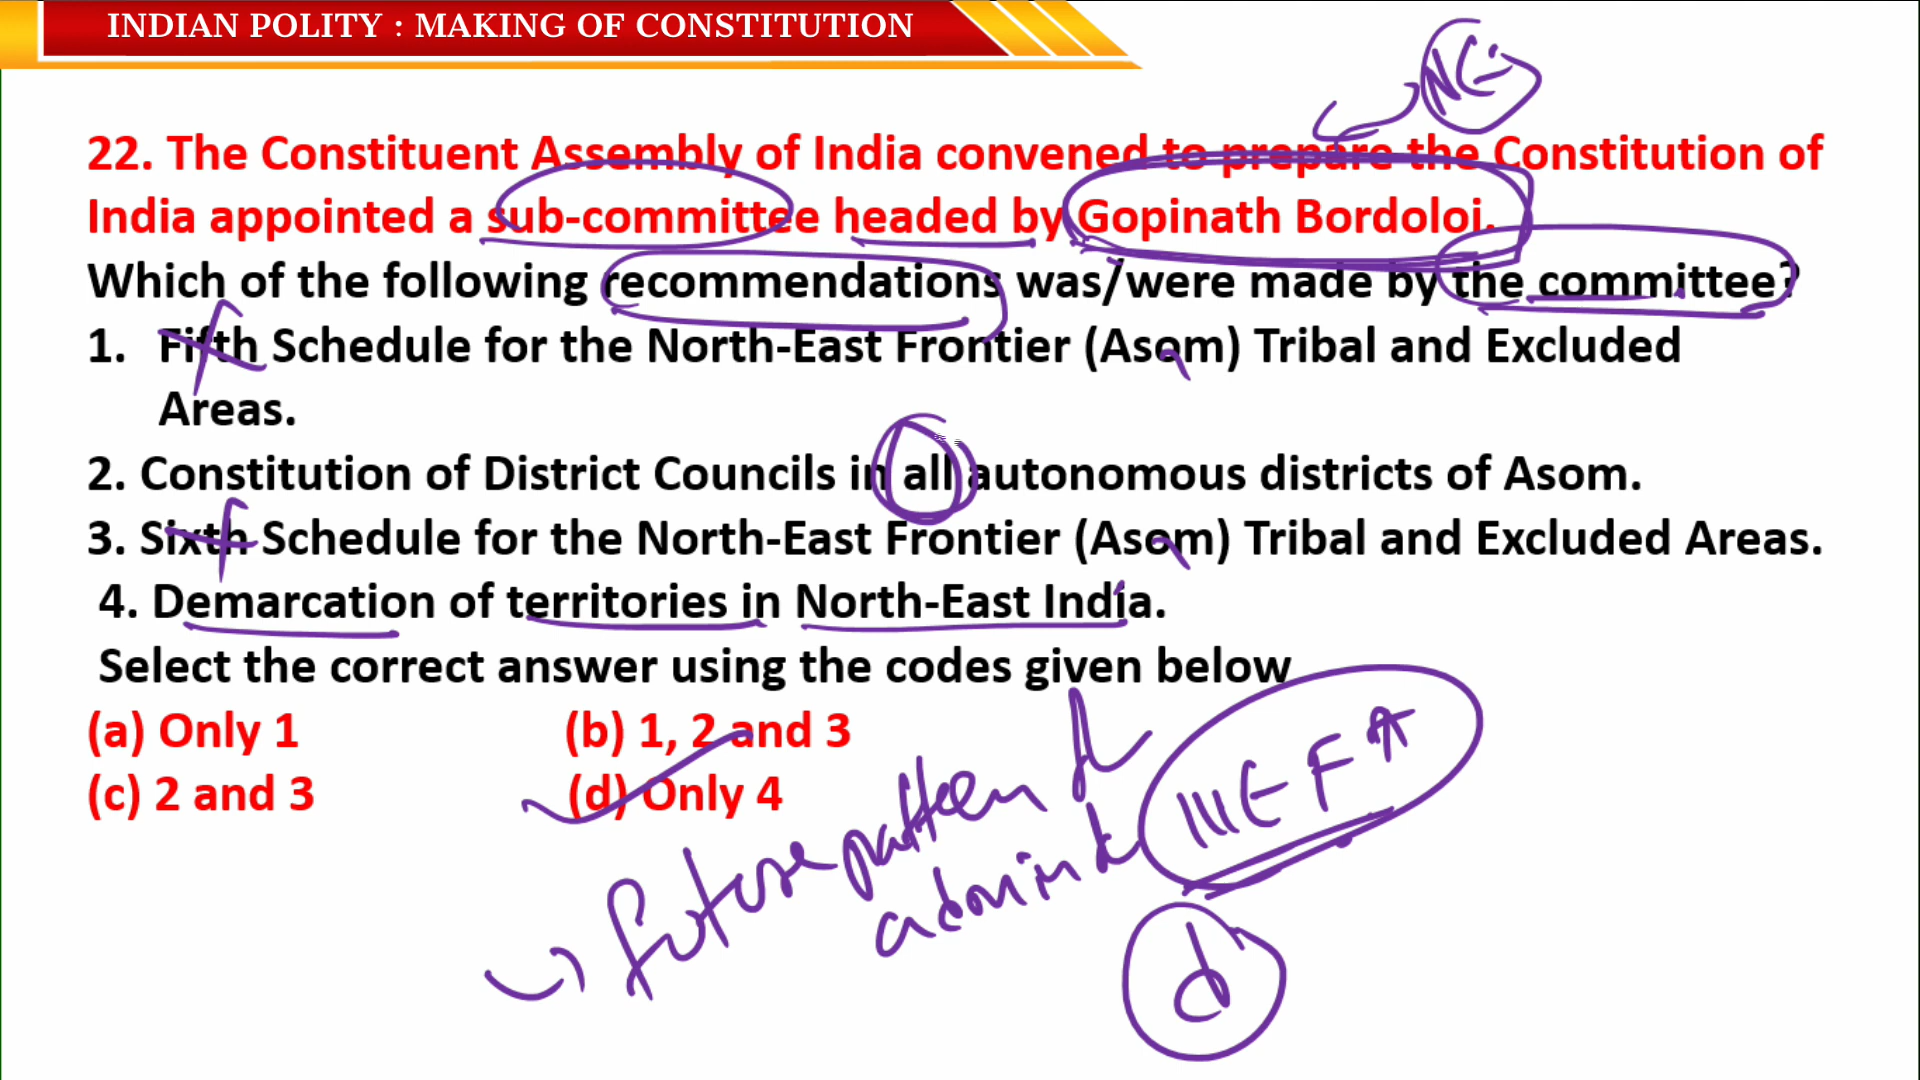 INDIAN POLITY : MAKING OF CONSTITUTION
NE
22. The Constituent Assembly of India convened to prepare the Constitution of
India appointed a sub-committee headed by Gopinath Bordoloi.
Which of the following recommendations was/were made by the committee?
1. Fifth Schedule for the North-East Frontier (Asom) Tribal and Excluded
Areas.
2. Constitution of District Councils in all autonomous districts of Asom.
3. Sixth Schedule for the North-East Frontier (Asom) Tribal and Excluded Areas.
4. Demarcation of territories in North-East India.
Select the correct answer using the codes given below
(a) Only 1 (b) 1, 2 and 3
(c) 2 and 3 (d) Only 4
future pattern
d